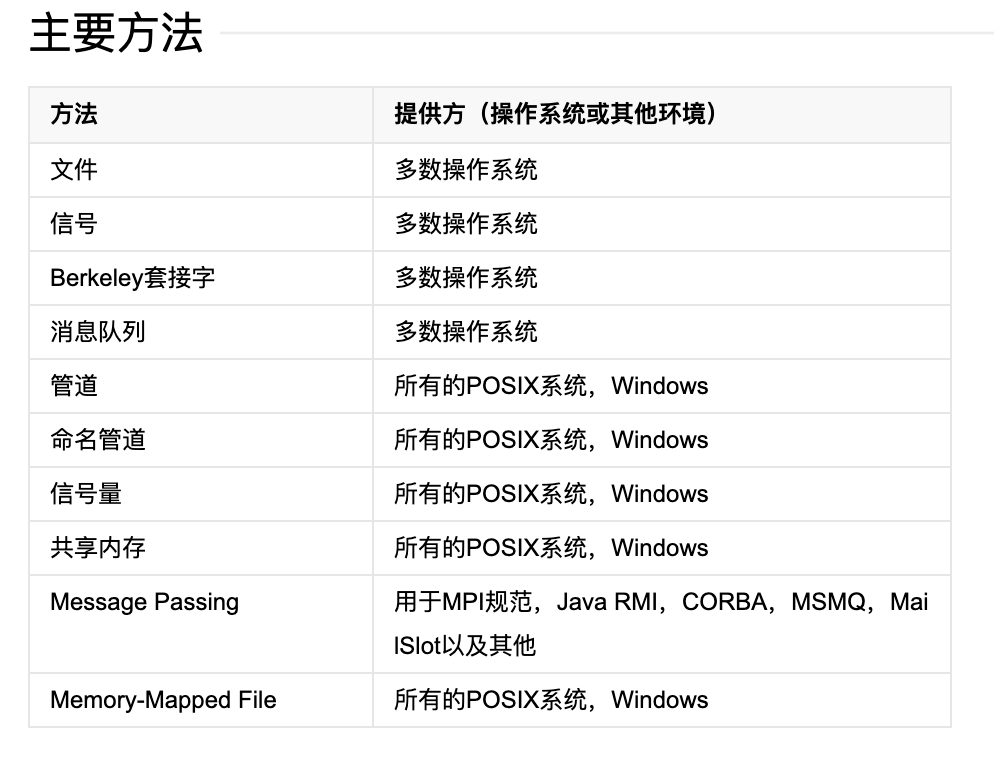 主要方法
方法 提供方（操作系统或其他环境）
文件 多数操作系统
信号 多数操作系统
Berkeley套接字 多数操作系统
消息队列 多数操作系统
管道 所有的POSIX系统，Windows
命名管道 所有的POSIX系统，Windows
信号量 所有的POSIX系统，Windows
共享内存 所有的POSIX系统，Windows
Message Passing 用于MPI规范，Java RMI，CORBA，MSMQ，Mai
lSlot以及其他
Memory-Mapped File 所有的POSIX系统，Windows